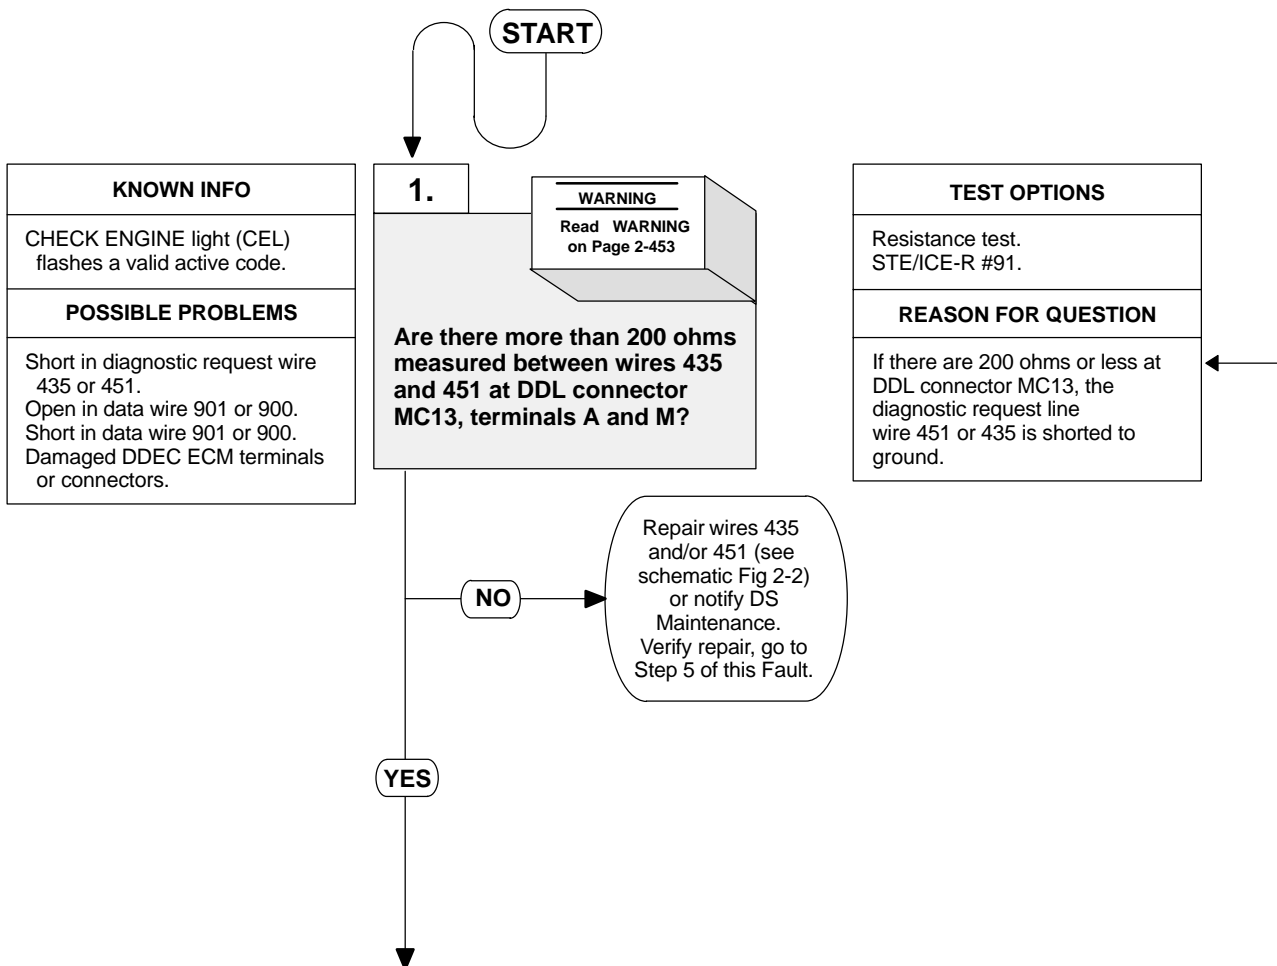 START
KNOWN INFO
CHECK ENGINE light (CEL)
flashes a valid active code.
POSSIBLE PROBLEMS
Short in diagnostic request wire
435 or 451.
Open in data wire 901 or 900.
Short in data wire 901 or 900.
Damaged DDEC ECM terminals
or connectors.
1.
WARNING
Read WARNING
on Page 2-453
Are there more than 200 ohms
measured between wires 435
and 451 at DDL connector
MC13, terminals A and M?
TEST OPTIONS
Resistance test.
STE/ICE-R #91.
REASON FOR QUESTION
If there are 200 ohms or less at
DDL connector MC13, the
diagnostic request line
wire 451 or 435 is shorted to
ground.
NO
Repair wires 435
and/or 451 (see
schematic Fig 2-2)
or notify DS
Maintenance.
Verify repair, go to
Step 5 of this Fault.
YES